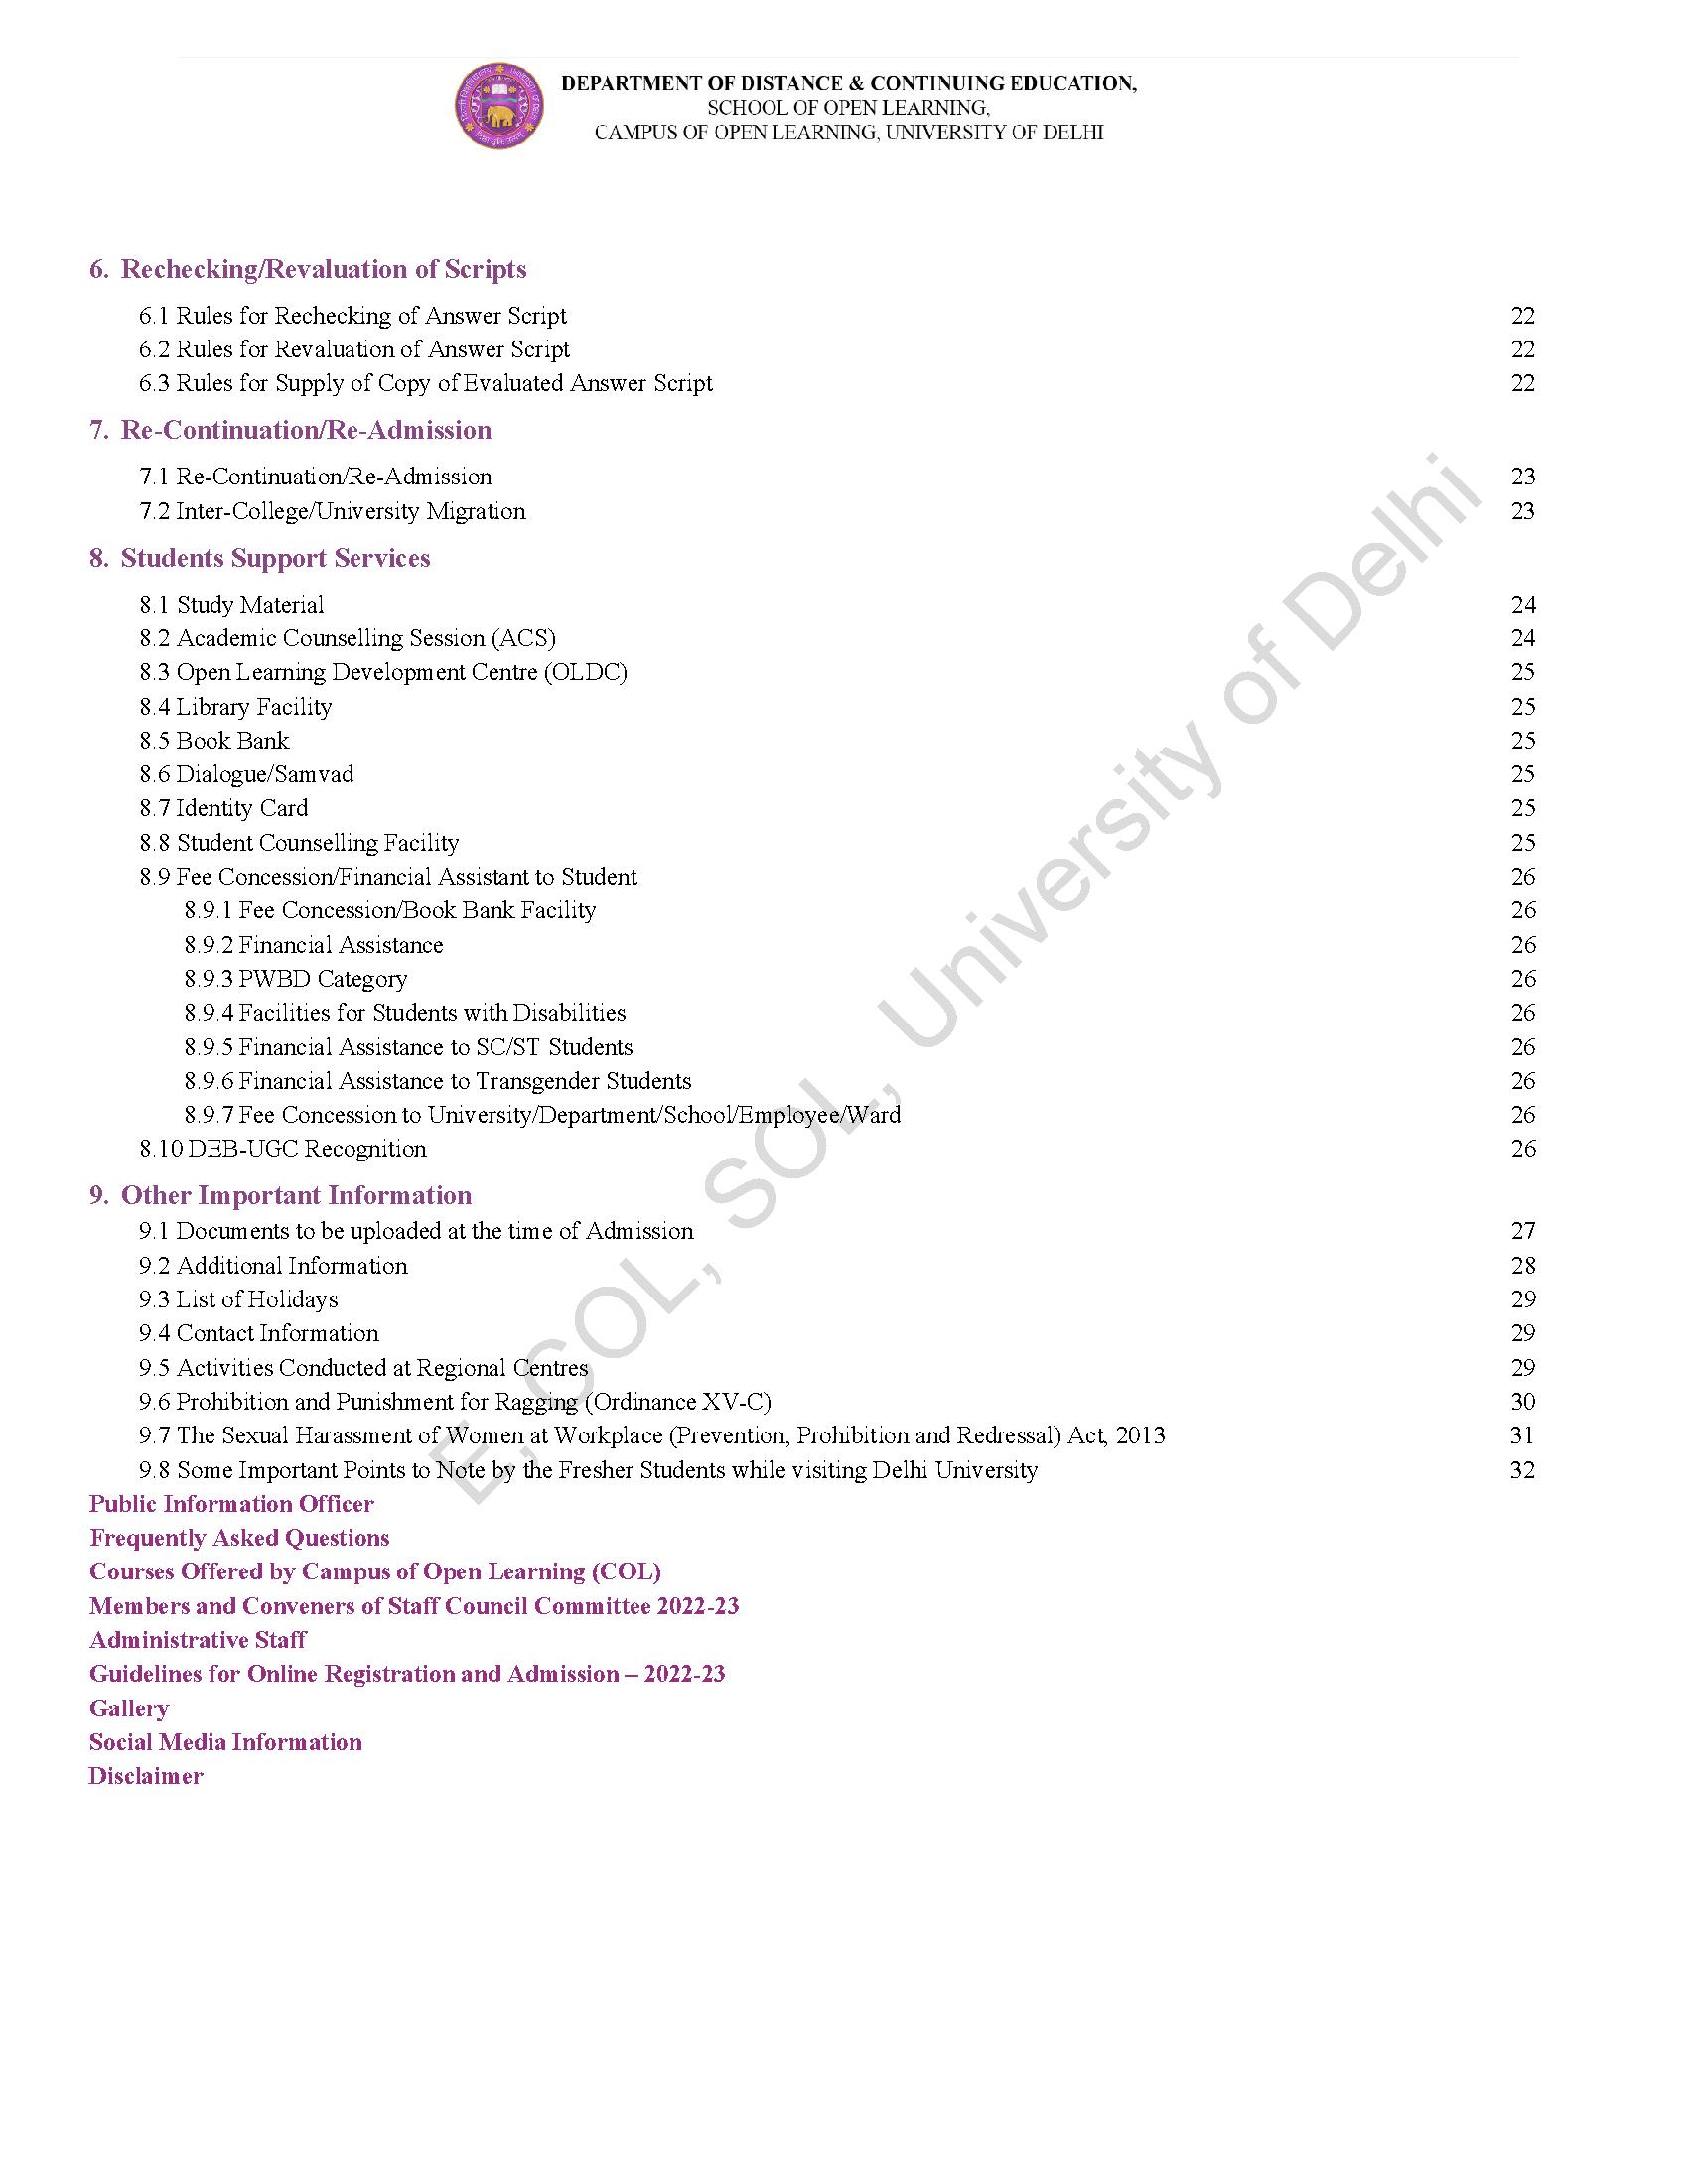 DEPARTMENT OF DISTANCE & CONTINUING EDUCATION,
SCHOOL OF OPEN LEARNING,
CAMPUS OF OPEN LEARNING, UNIVERSITY OF DELHI
6. Rechecking/Revaluation of Scripts
6.1 Rules for Rechecking of Answer Script 22
6.2 Rules for Revaluation of Answer Script 22
6.3 Rules for Supply of Copy of Evaluated Answer Script 22
7. Re-Continuation/Re-Admission
7.1 Re-Continuation/Re-Admission 23
7.2 Inter-College/University Migration 23
8. Students Support Services
8.1 Study Material 24
8.2 Academic Counselling Session (ACS) 24
8.3 Open Learning Development Centre (OLDC) 25
8.4 Library Facility 25
8.5 Book Bank 25
8.6 Dialogue/Samvad 25
8.7 Identity Card 25
8.8 Student Counselling Facility 25
8.9 Fee Concession/Financial Assistant to Student 26
8.9.1 Fee Concession/Book Bank Facility 26
8.9.2 Financial Assistance 26
8.9.3 PWBD Category 26
8.9.4 Facilities for Students with Disabilities 26
8.9.5 Financial Assistance to SC/ST Students 26
8.9.6 Financial Assistance to Transgender Students 26
8.9.7 Fee Concession to University/Department/School/Employee/Ward 26
8.10 DEB-UGC Recognition 26
9. Other Important Information
9.1 Documents to be uploaded at the time of Admission 27
9.2 Additional Information 28
9.3 List of Holidays 29
9.4 Contact Information 29
9.5 Activities Conducted at Regional Centres 29
9.6 Prohibition and Punishment for Ragging (Ordinance XV-C) 30
9.7 The Sexual Harassment of Women at Workplace (Prevention, Prohibition and Redressal) Act, 2013 31
9.8 Some Important Points to Note by the Fresher Students while visiting Delhi University 32
Public Information Officer
Frequently Asked Questions
Courses Offered by Campus of Open Learning (COL)
Members and Conveners of Staff Council Committee 2022-23
Administrative Staff
Guidelines for Online Registration and Admission – 2022-23
Gallery
Social Media Information
Disclaimer
E, COL, SOL, University of Delhi